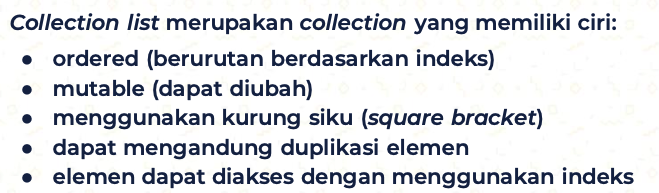 Collection list merupakan collection yang memiliki ciri:
● ordered (berurutan berdasarkan indeks)
● mutable (dapat diubah)
● menggunakan kurung siku (square bracket)
● dapat mengandung duplikasi elemen
● elemen dapat diakses dengan menggunakan indeks